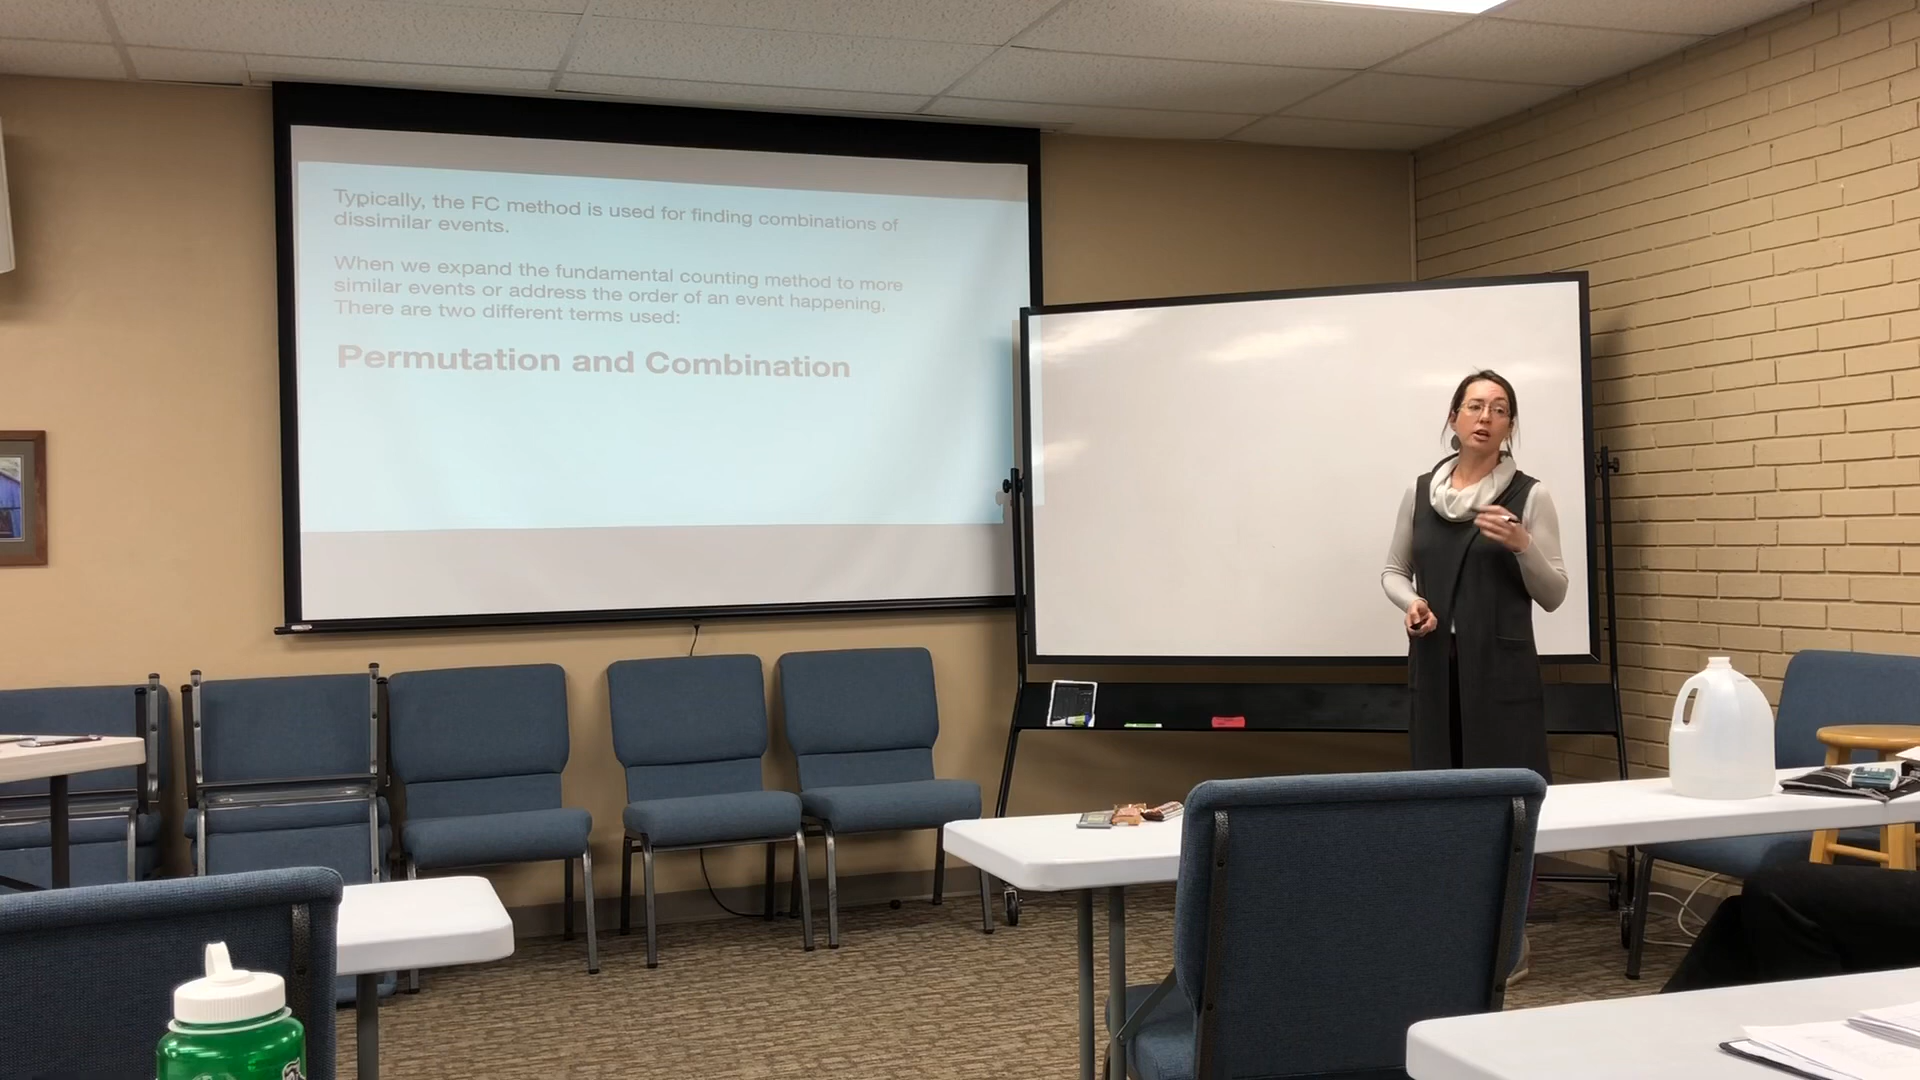 Typically, the FC method is used for finding combinations of
dissimilar events.
When we expand the fundamental counting method to more
similar events or address the order of an event happening,
There are two different terms used:
Permutation and Combination